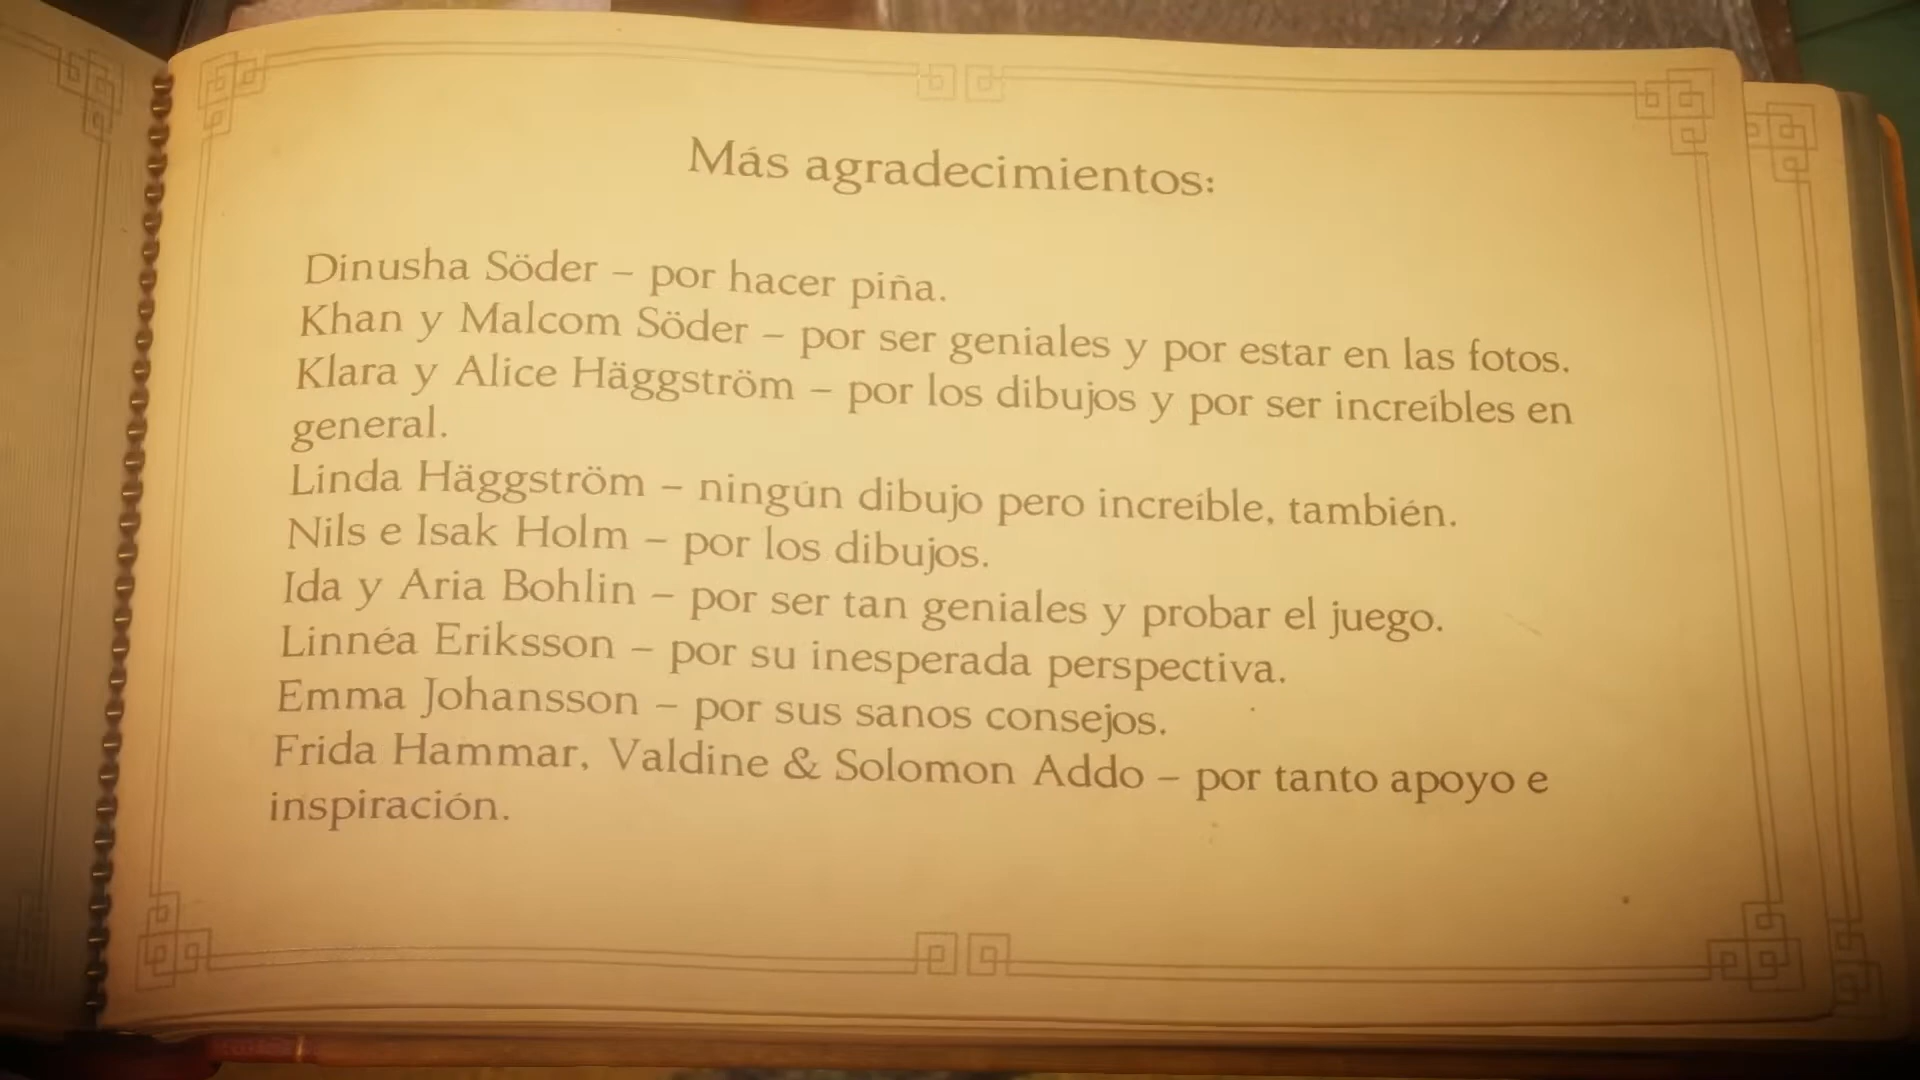 Más agradecimientos:
Dinusha Söder – por hacer piña.
Khan y Malcom Söder – por ser geniales y por estar en las fotos.
Klara y Alice Häggström – por los dibujos y por ser increíbles en
general.
Linda Häggström – ningún dibujo pero increíble, también.
Nils e Isak Holm – por los dibujos.
Ida y Aria Bohlin – por ser tan geniales y probar el juego.
Linnéa Eriksson – por su inesperada perspectiva.
Emma Johansson – por sus sanos consejos.
Frida Hammar, Valdine & Solomon Addo – por tanto apoyo e
inspiración.